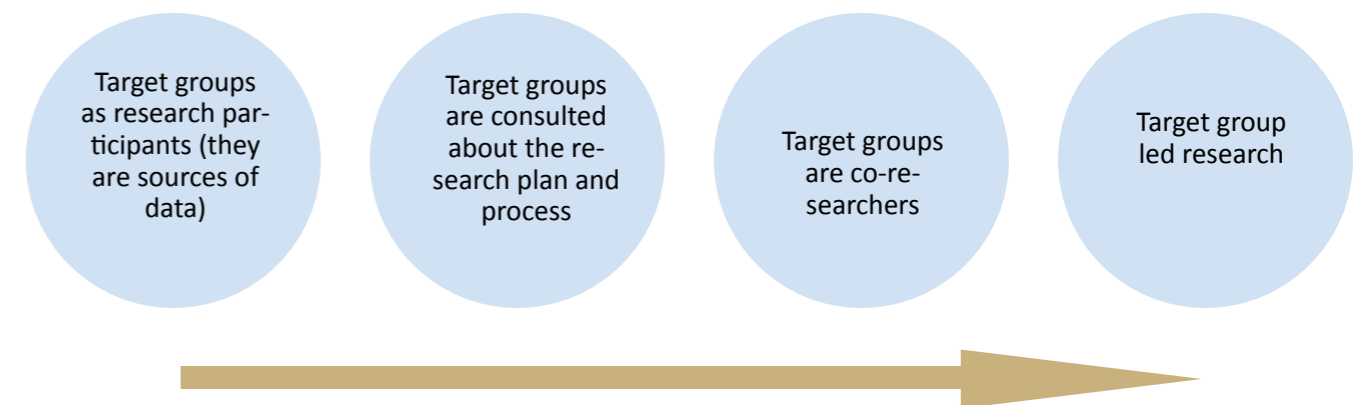 Target groups
as research par-
ticipants (they
are sources of
data)
Target groups
are consulted
about the re-
search plan and
process
Target groups
are co-re-
searchers
Target group
led research